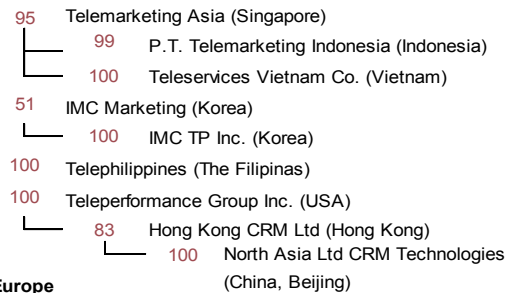 95 Telemarketing Asia (Singapore)
99 P.T. Telemarketing Indonesia (Indonesia)
100 Teleservices Vietnam Co. (Vietnam)
51 IMC Marketing (Korea)
100 IMC TP Inc. (Korea)
100 Telephilippines (The Filipinas)
100 Teleperformance Group Inc. (USA)
83 Hong Kong CRM Ltd (Hong Kong)
100 North Asia Ltd CRM Technologies
(China, Beijing)
Europe